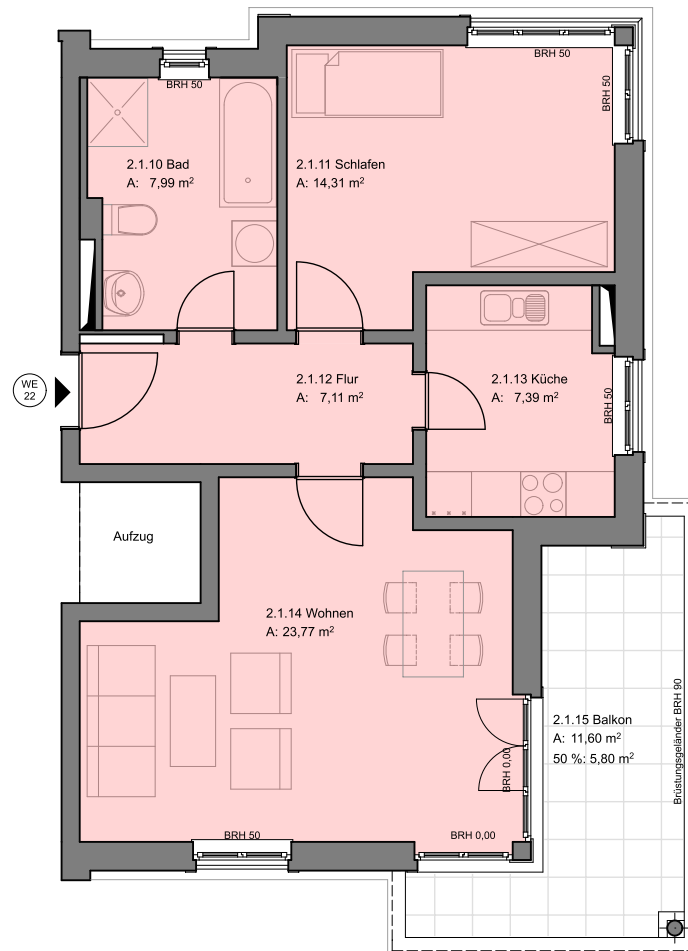 BRH 50
BRH 50
BRH 50
2.1.10 Bad
A: 7,99 m²
2.1.11 Schlafen
A: 14,31 m²
WE
22
2.1.12 Flur
A: 7,11 m²
2.1.13 Küche
A: 7,39 m²
BRH 50
Aufzug
2.1.14 Wohnen
A: 23,77 m²
2.1.15 Balkon
A: 11,60 m²
50 %: 5,80 m²
BRH 0,00
Brüstungsgeländer BRH 90
BRH 50
BRH 0,00